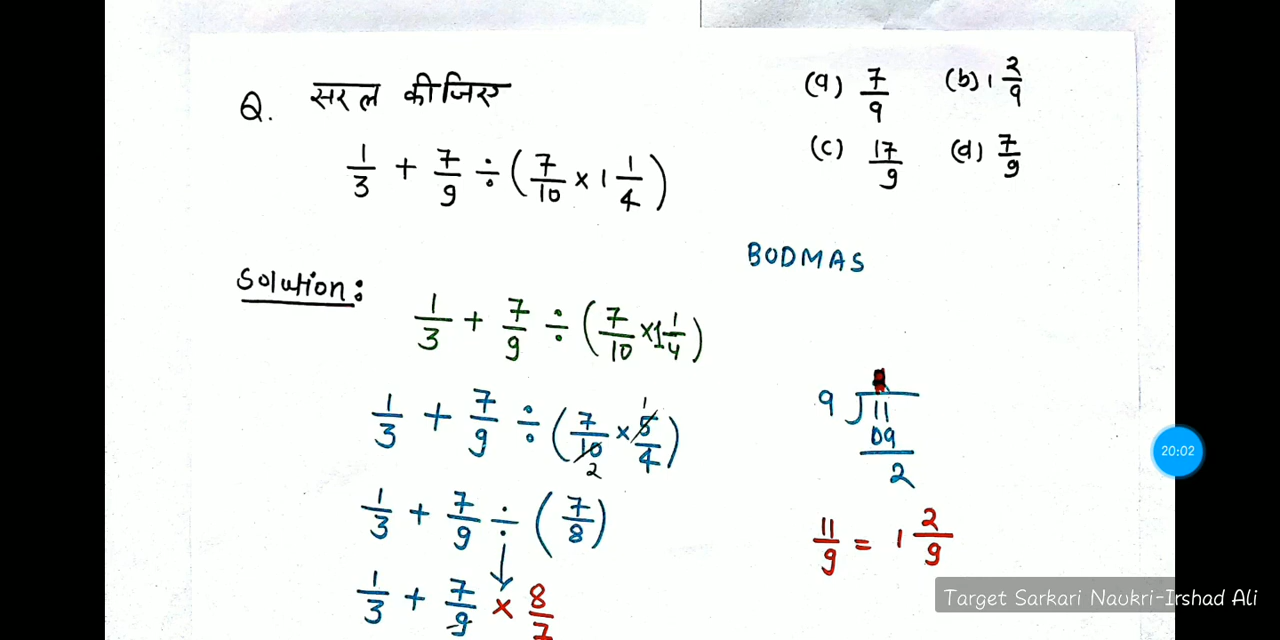 Q. सरल कीजिए
1/3 + 7/9 ÷ (7/10 × 1 1/4)
(a) 7/9 (b) 1 2/9
(c) 17/9 (d) 7/9
BODMAS
Solution:
1/3 + 7/9 ÷ (7/10 × 1 1/4)
1/3 + 7/9 ÷ (7/10 × 5/4)
1
2
1/3 + 7/9 ÷ (7/8)
1/3 + 7/9 × 8/7
9 11
09
2
11/9 = 1 2/9
20:02
Target Sarkari Naukri-Irshad Ali